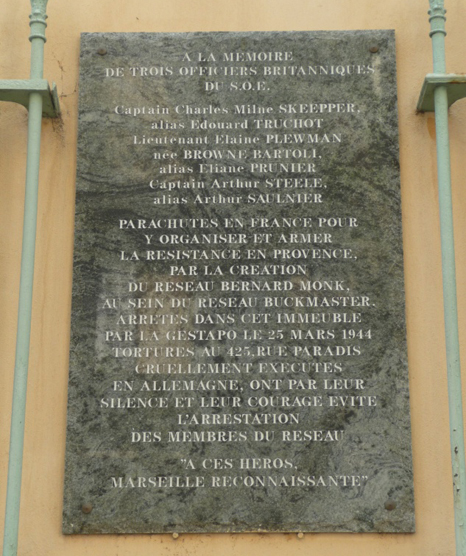 A LA MEMOIRE
DE TROIS OFFICIERS BRITANNIQUES
DU S.O.E.
Captain Charles Milne SKEEPPER,
alias Edouard TRUCHOT
Lieutenant Elaine PLEWMAN
nee BROWNE BARTOLI,
alias Eliane PRUNIER
Captain Arthur STEELE,
alias Arthur SAULNIER
PARACHUTES EN FRANCE POUR
Y ORGANISER ET ARMER
LA RESISTANCE EN PROVENCE,
PAR LA CREATION
DU RESEAU BERNARD MONK,
AU SEIN DU RESEAU BUCKMASTER,
ARRETES DANS CET IMMEUBLE
PAR LA GESTAPO LE 25 MARS 1944
TORTURES AU 425, RUE PARADIS
CRUELLEMENT EXECUTES
EN ALLEMAGNE, ONT PAR LEUR
SILENCE ET LEUR COURAGE EVITE
L'ARRESTATION
DES MEMBRES DU RESEAU
"A CES HEROS,
MARSEILLE RECONNAISSANTE"